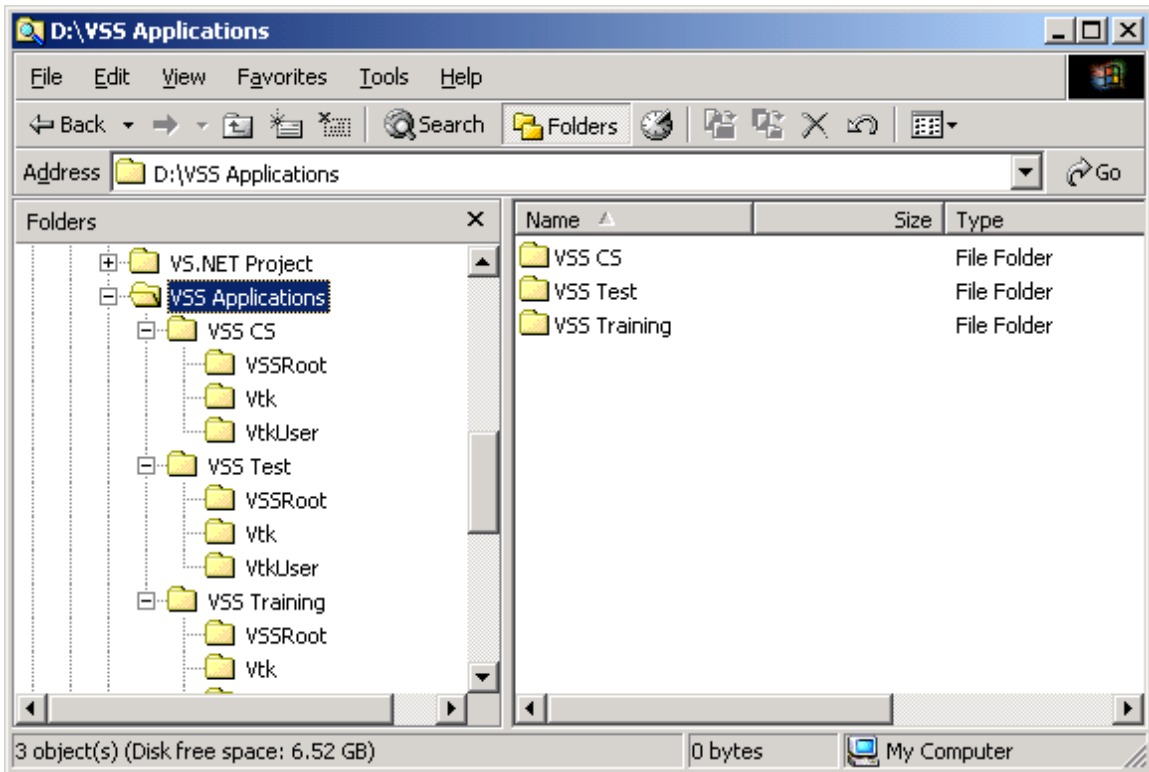 D:\VSS Applications
File Edit View Favorites Tools Help
Back Search Folders
Address D:\VSS Applications Go
Folders
VS.NET Project
VSS Applications
VSS CS
VSSRoot
Vtk
VtkUser
VSS Test
VSSRoot
Vtk
VtkUser
VSS Training
VSSRoot
Vtk
Name Size Type
VSS CS File Folder
VSS Test File Folder
VSS Training File Folder
3 object(s) (Disk free space: 6.52 GB) 0 bytes My Computer